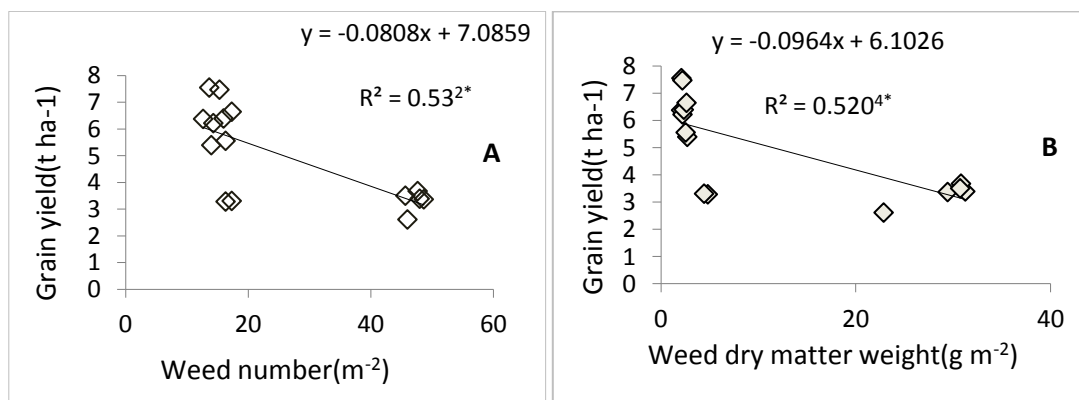 y = -0.0808x + 7.0859
R² = 0.53²*
A
Grain yield(t ha-1)
8
7
6
5
4
3
2
1
0
0 20 40 60
Weed number(m⁻²)
y = -0.0964x + 6.1026
R² = 0.520⁴*
B
Grain yield(t ha-1)
8
7
6
5
4
3
2
1
0
0 20 40
Weed dry matter weight(g m⁻²)